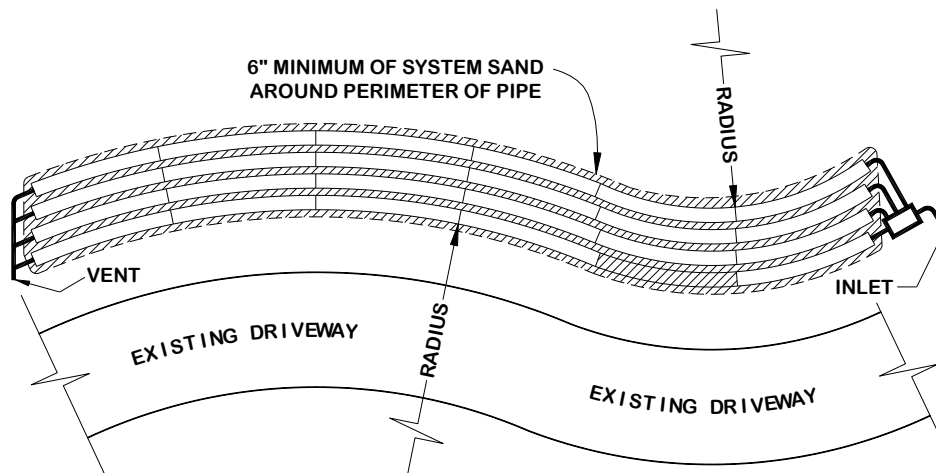 6" MINIMUM OF SYSTEM SAND
AROUND PERIMETER OF PIPE
RADIUS
VENT
INLET
RADIUS
EXISTING DRIVEWAY
EXISTING DRIVEWAY